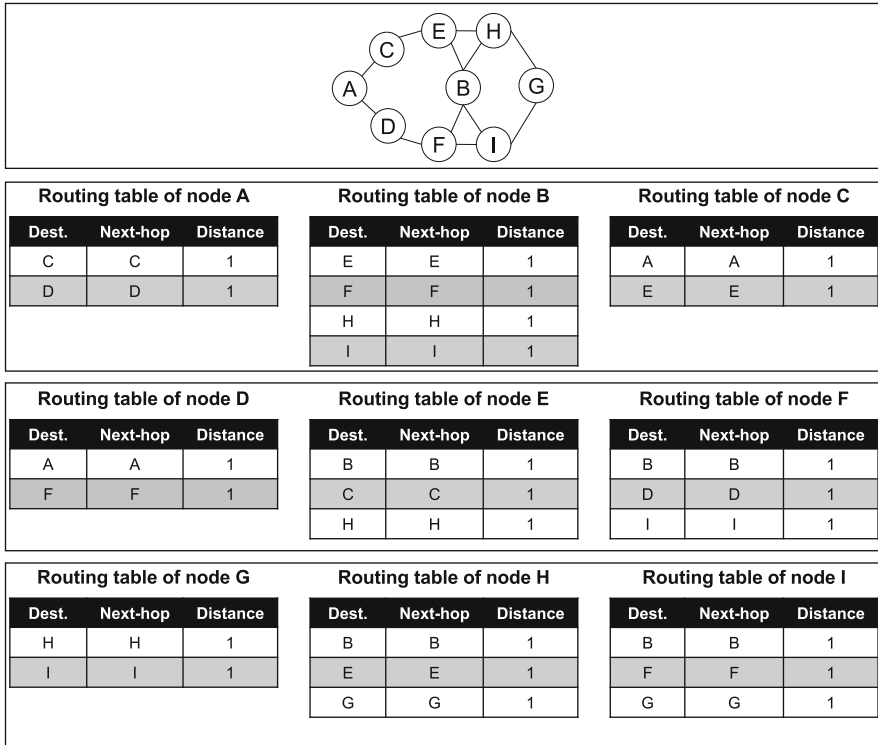 E H
C
A B G
D
F I
Routing table of node A
Dest. Next-hop Distance
C C 1
D D 1
Routing table of node B
Dest. Next-hop Distance
E E 1
F F 1
H H 1
I I 1
Routing table of node C
Dest. Next-hop Distance
A A 1
E E 1
Routing table of node D
Dest. Next-hop Distance
A A 1
F F 1
Routing table of node E
Dest. Next-hop Distance
B B 1
C C 1
H H 1
Routing table of node F
Dest. Next-hop Distance
B B 1
D D 1
I I 1
Routing table of node G
Dest. Next-hop Distance
H H 1
I I 1
Routing table of node H
Dest. Next-hop Distance
B B 1
E E 1
G G 1
Routing table of node I
Dest. Next-hop Distance
B B 1
F F 1
G G 1